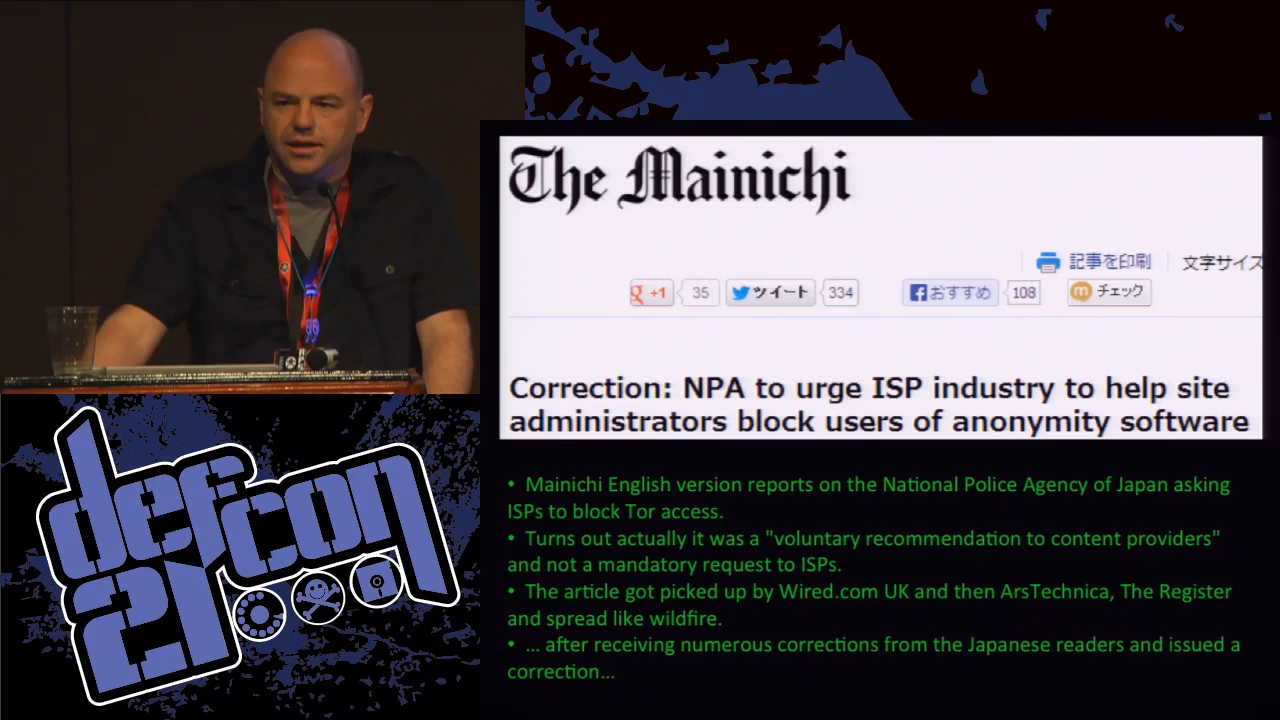 The Mainichi
記事を印刷 文字サイズ
+1 35 ツイート 334 おすすめ 108 m チェック
Correction: NPA to urge ISP industry to help site
administrators block users of anonymity software
• Mainichi English version reports on the National Police Agency of Japan asking
ISPs to block Tor access.
• Turns out actually it was a "voluntary recommendation to content providers"
and not a mandatory request to ISPs.
• The article got picked up by Wired.com UK and then ArsTechnica, The Register
and spread like wildfire.
• ... after receiving numerous corrections from the Japanese readers and issued a
correction...
defcon
21